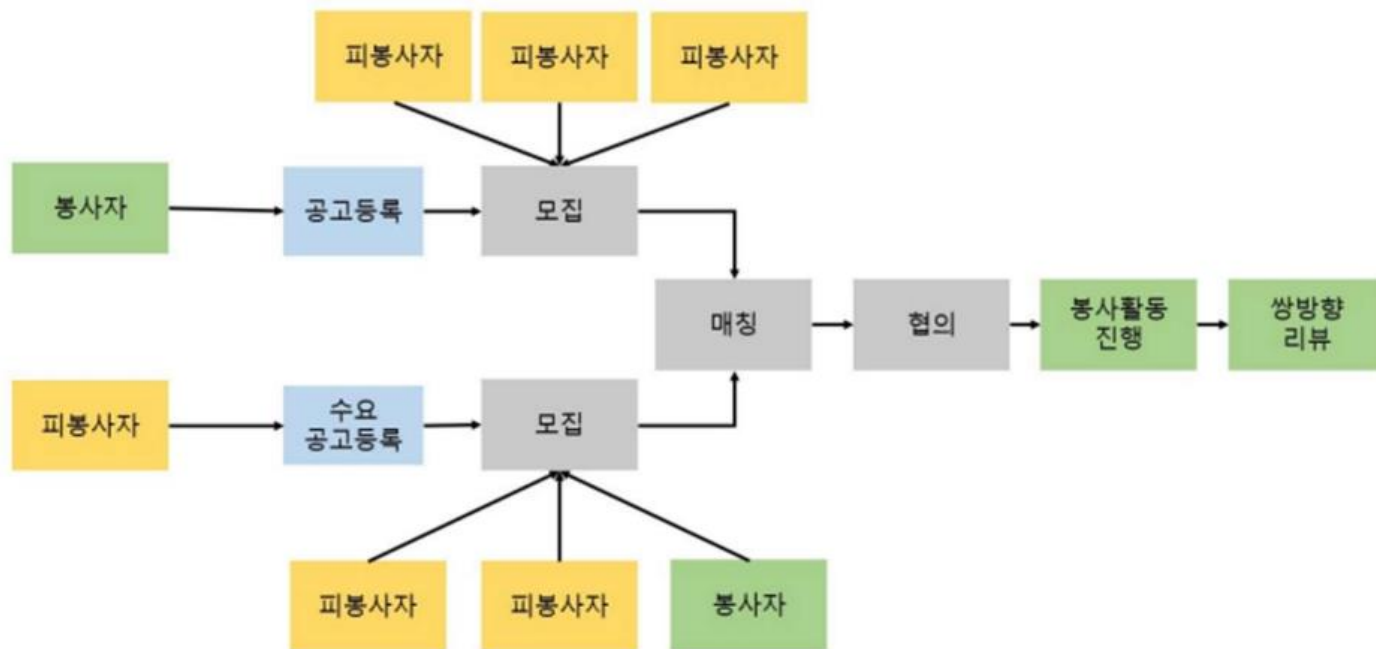 피봉사자
피봉사자
피봉사자
봉사자
공고등록
모집
매칭
협의
봉사활동
진행
쌍방향
리뷰
피봉사자
수요
공고등록
모집
피봉사자
피봉사자
봉사자